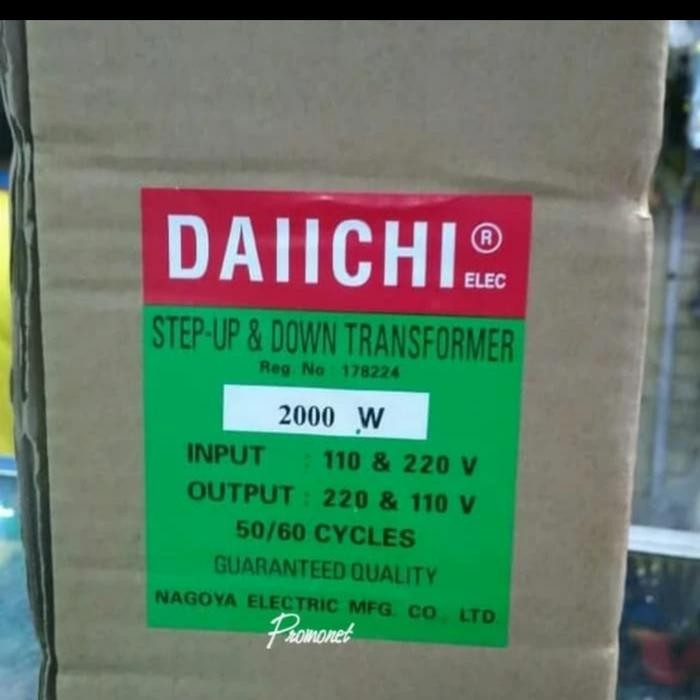 DAIICHI ®
ELEC
STEP-UP & DOWN TRANSFORMER
Reg. No : 178224
2000 W
INPUT : 110 & 220 V
OUTPUT : 220 & 110 V
50/60 CYCLES
GUARANTEED QUALITY
NAGOYA ELECTRIC MFG. CO., LTD.
Promonet